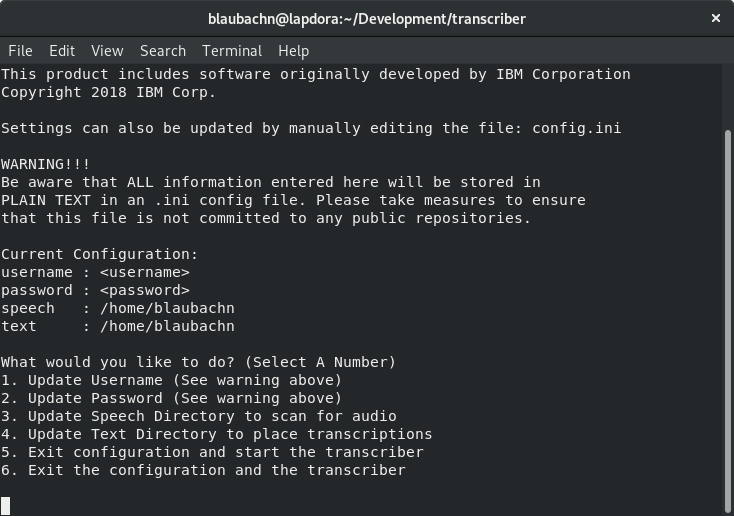 blaubachn@lapdora:~/Development/transcriber ×
File Edit View Search Terminal Help
This product includes software originally developed by IBM Corporation
Copyright 2018 IBM Corp.
Settings can also be updated by manually editing the file: config.ini
WARNING!!!
Be aware that ALL information entered here will be stored in
PLAIN TEXT in an .ini config file. Please take measures to ensure
that this file is not committed to any public repositories.
Current Configuration:
username : <username>
password : <password>
speech   : /home/blaubachn
text     : /home/blaubachn
What would you like to do? (Select A Number)
1. Update Username (See warning above)
2. Update Password (See warning above)
3. Update Speech Directory to scan for audio
4. Update Text Directory to place transcriptions
5. Exit configuration and start the transcriber
6. Exit the configuration and the transcriber